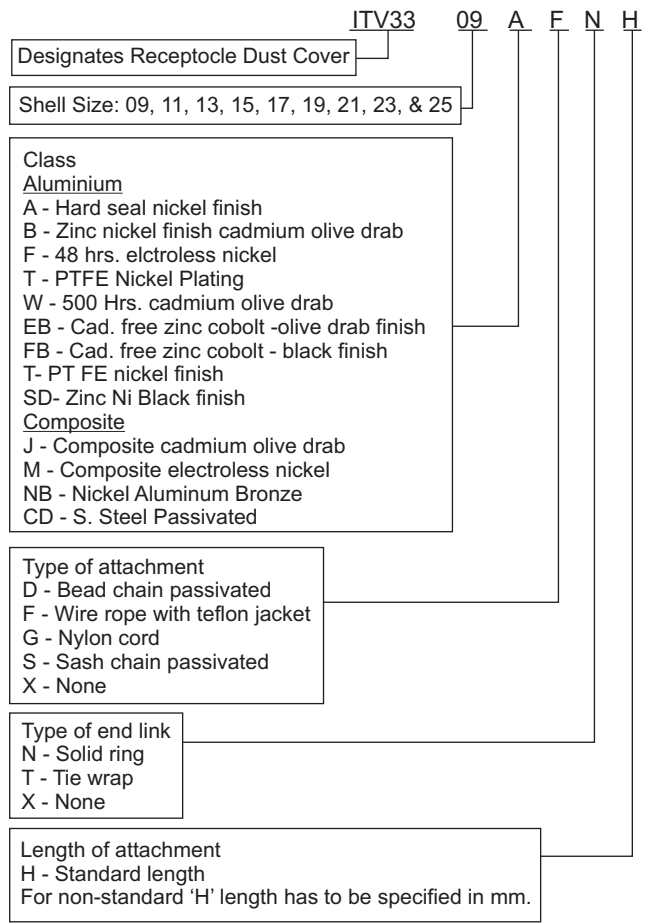 ITV33 09 A F N H
Designates Receptocle Dust Cover
Shell Size: 09, 11, 13, 15, 17, 19, 21, 23, & 25
Class
Aluminium
A - Hard seal nickel finish
B - Zinc nickel finish cadmium olive drab
F - 48 hrs. elctroless nickel
T - PTFE Nickel Plating
W - 500 Hrs. cadmium olive drab
EB - Cad. free zinc cobolt -olive drab finish
FB - Cad. free zinc cobolt - black finish
T- PT FE nickel finish
SD- Zinc Ni Black finish
Composite
J - Composite cadmium olive drab
M - Composite electroless nickel
NB - Nickel Aluminum Bronze
CD - S. Steel Passivated
Type of attachment
D - Bead chain passivated
F - Wire rope with teflon jacket
G - Nylon cord
S - Sash chain passivated
X - None
Type of end link
N - Solid ring
T - Tie wrap
X - None
Length of attachment
H - Standard length
For non-standard ‘H’ length has to be specified in mm.